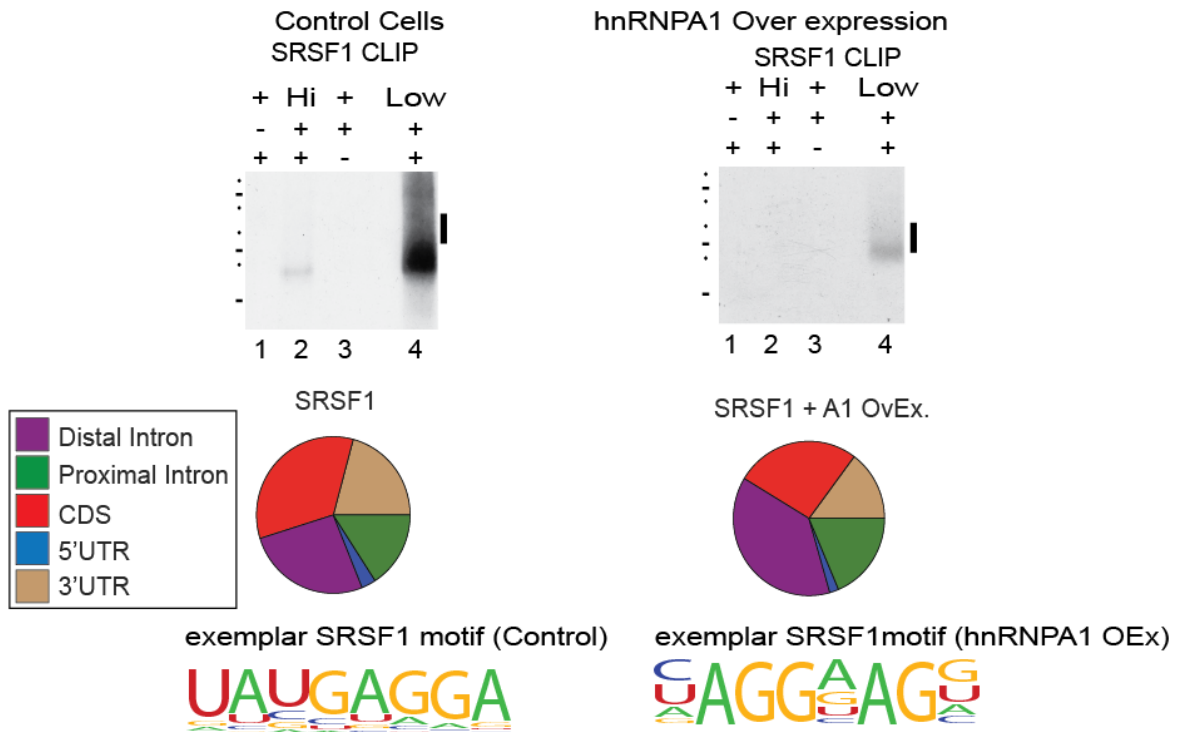 Control Cells
SRSF1 CLIP
+ Hi + Low
- + + +
+ + - +
1 2 3 4
hnRNPA1 Over expression
SRSF1 CLIP
+ Hi + Low
- + + +
+ + - +
1 2 3 4
Distal Intron
Proximal Intron
CDS
5'UTR
3'UTR
SRSF1
SRSF1 + A1 OvEx.
exemplar SRSF1 motif (Control)
UAUGAGGA
exemplar SRSF1motif (hnRNPA1 OEx)
CAGGAAGG